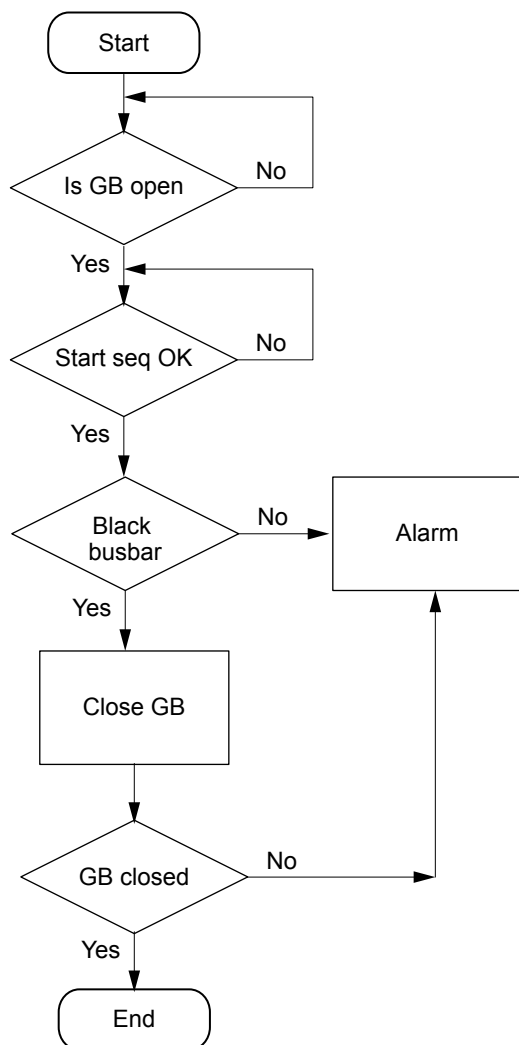 Start
Is GB open
No
Yes
Start seq OK
No
Yes
Black
busbar
No
Alarm
Yes
Close GB
GB closed
No
Yes
End